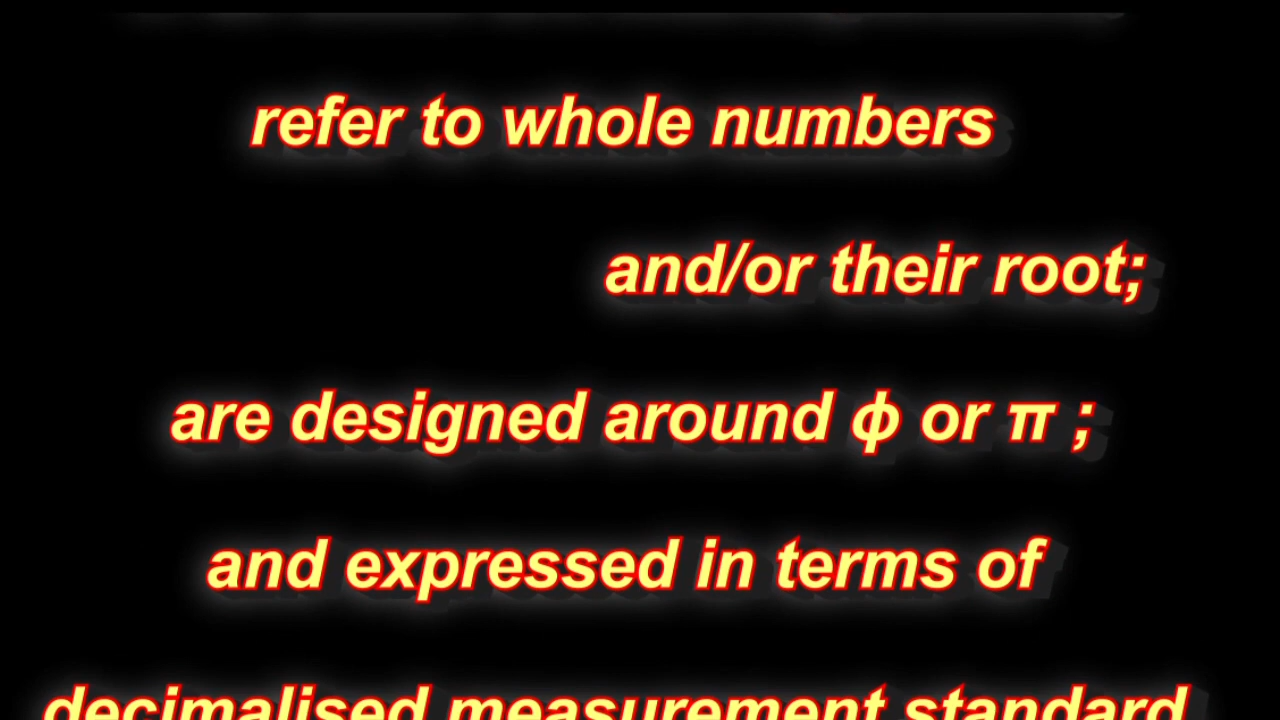 refer to whole numbers
and/or their root;
are designed around ϕ or π ;
and expressed in terms of
decimalised measurement standard